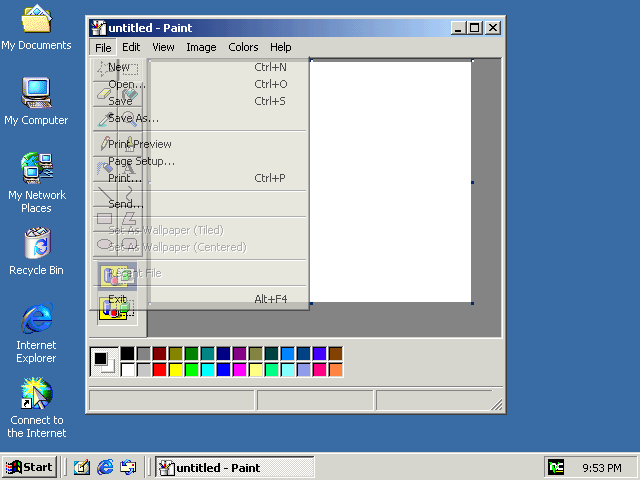 My Documents
My Computer
My Network
Places
Recycle Bin
Internet
Explorer
Connect to
the Internet
untitled - Paint
File Edit View Image Colors Help
New Ctrl+N
Open... Ctrl+O
Save Ctrl+S
Save As...
Print Preview
Page Setup...
Print... Ctrl+P
Send...
Set As Wallpaper (Tiled)
Set As Wallpaper (Centered)
Recent File
Exit Alt+F4
Start
untitled - Paint
9:53 PM